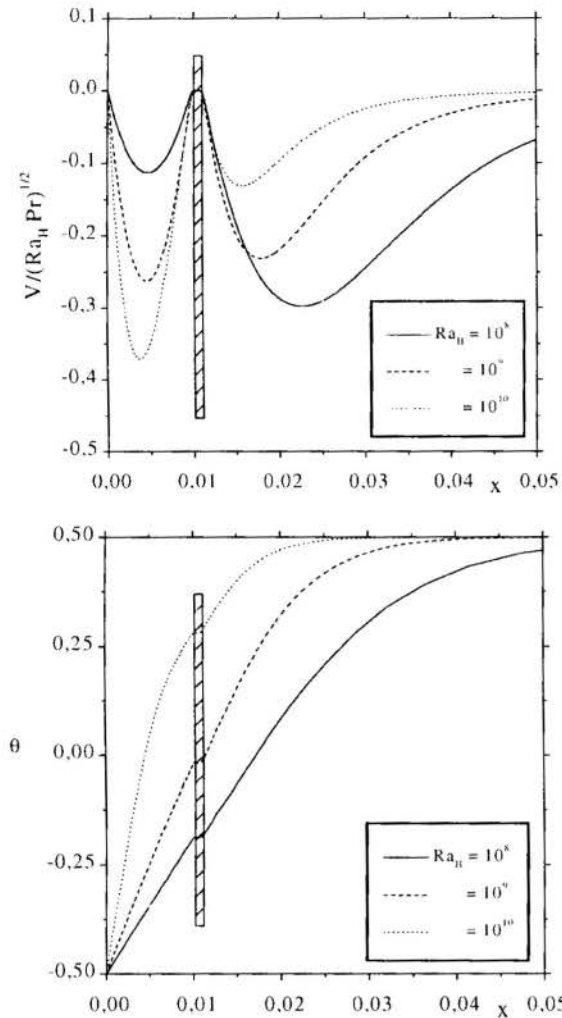 0.1
0.0
-0.1
-0.2
-0.3
-0.4
-0.5
V/(Ra_H Pr)^1/2
Ra_H = 10^8
= 10^9
= 10^10
0,00 0,01 0,02 0,03 0,04 x 0,05
0.50
0.25
0,00
-0.25
-0,50
θ
Ra_H = 10^8
= 10^9
= 10^10
0.00 0.01 0.02 0.03 0.04 x 0.05